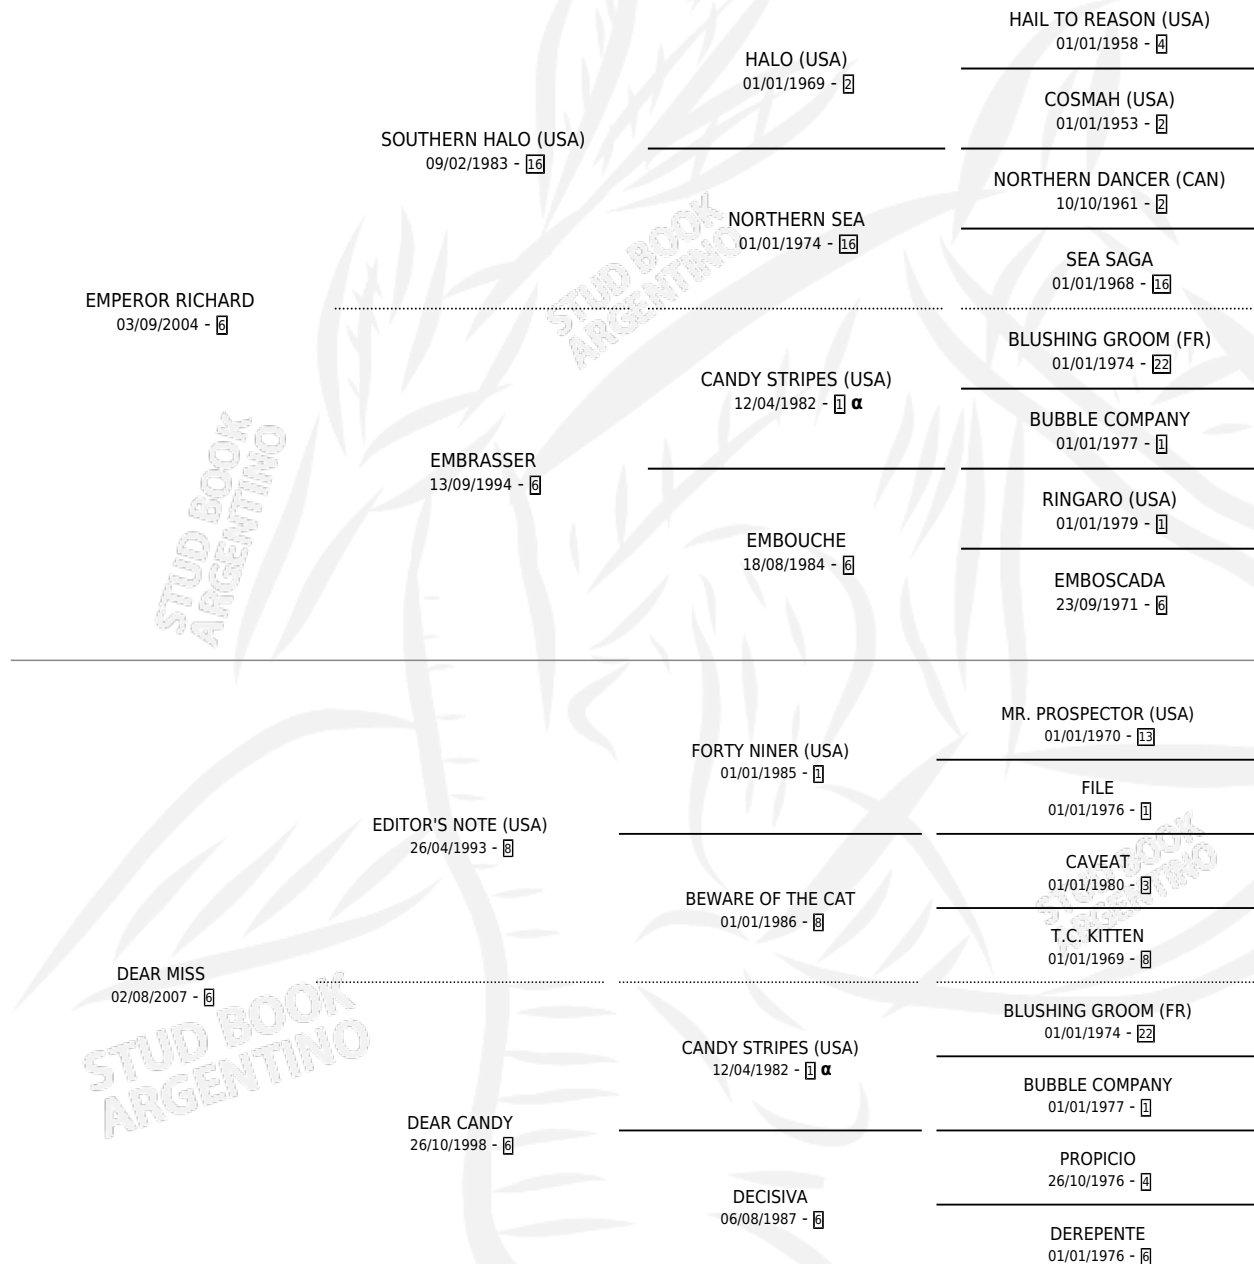 HAIL TO REASON (USA)
01/01/1958 - 4
HALO (USA)
01/01/1969 - 2
COSMAH (USA)
01/01/1953 - 2
SOUTHERN HALO (USA)
09/02/1983 - 16
NORTHERN DANCER (CAN)
10/10/1961 - 2
NORTHERN SEA
01/01/1974 - 16
SEA SAGA
01/01/1968 - 16
STUD BOOK
ARGENTINO
EMPEROR RICHARD
03/09/2004 - 6
BLUSHING GROOM (FR)
01/01/1974 - 22
CANDY STRIPES (USA)
12/04/1982 - 1 α
BUBBLE COMPANY
01/01/1977 - 1
EMBRASSER
13/09/1994 - 6
RINGARO (USA)
01/01/1979 - 1
EMBOUCHE
18/08/1984 - 6
EMBOSCADA
23/09/1971 - 6
STUD BOOK
ARGENTINO
MR. PROSPECTOR (USA)
01/01/1970 - 13
FORTY NINER (USA)
01/01/1985 - 1
FILE
01/01/1976 - 1
EDITOR'S NOTE (USA)
26/04/1993 - 8
CAVEAT
01/01/1980 - 3
BEWARE OF THE CAT
01/01/1986 - 8
T.C. KITTEN
01/01/1969 - 8
STUD BOOK
ARGENTINO
DEAR MISS
02/08/2007 - 6
BLUSHING GROOM (FR)
01/01/1974 - 22
CANDY STRIPES (USA)
12/04/1982 - 1 α
BUBBLE COMPANY
01/01/1977 - 1
STUD BOOK
ARGENTINO
DEAR CANDY
26/10/1998 - 6
PROPICIO
26/10/1976 - 4
DECISIVA
06/08/1987 - 6
DEREPENTE
01/01/1976 - 6